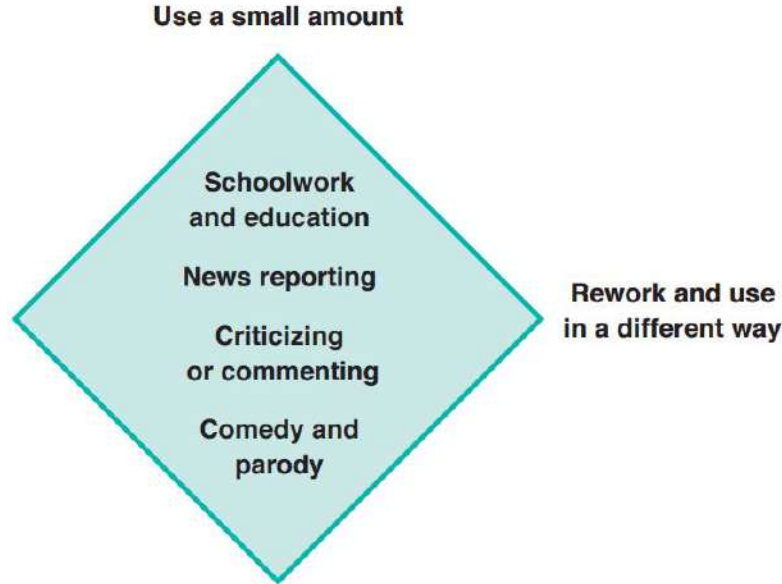 Use a small amount
Schoolwork
and education
News reporting
Criticizing
or commenting
Comedy and
parody
Rework and use
in a different way